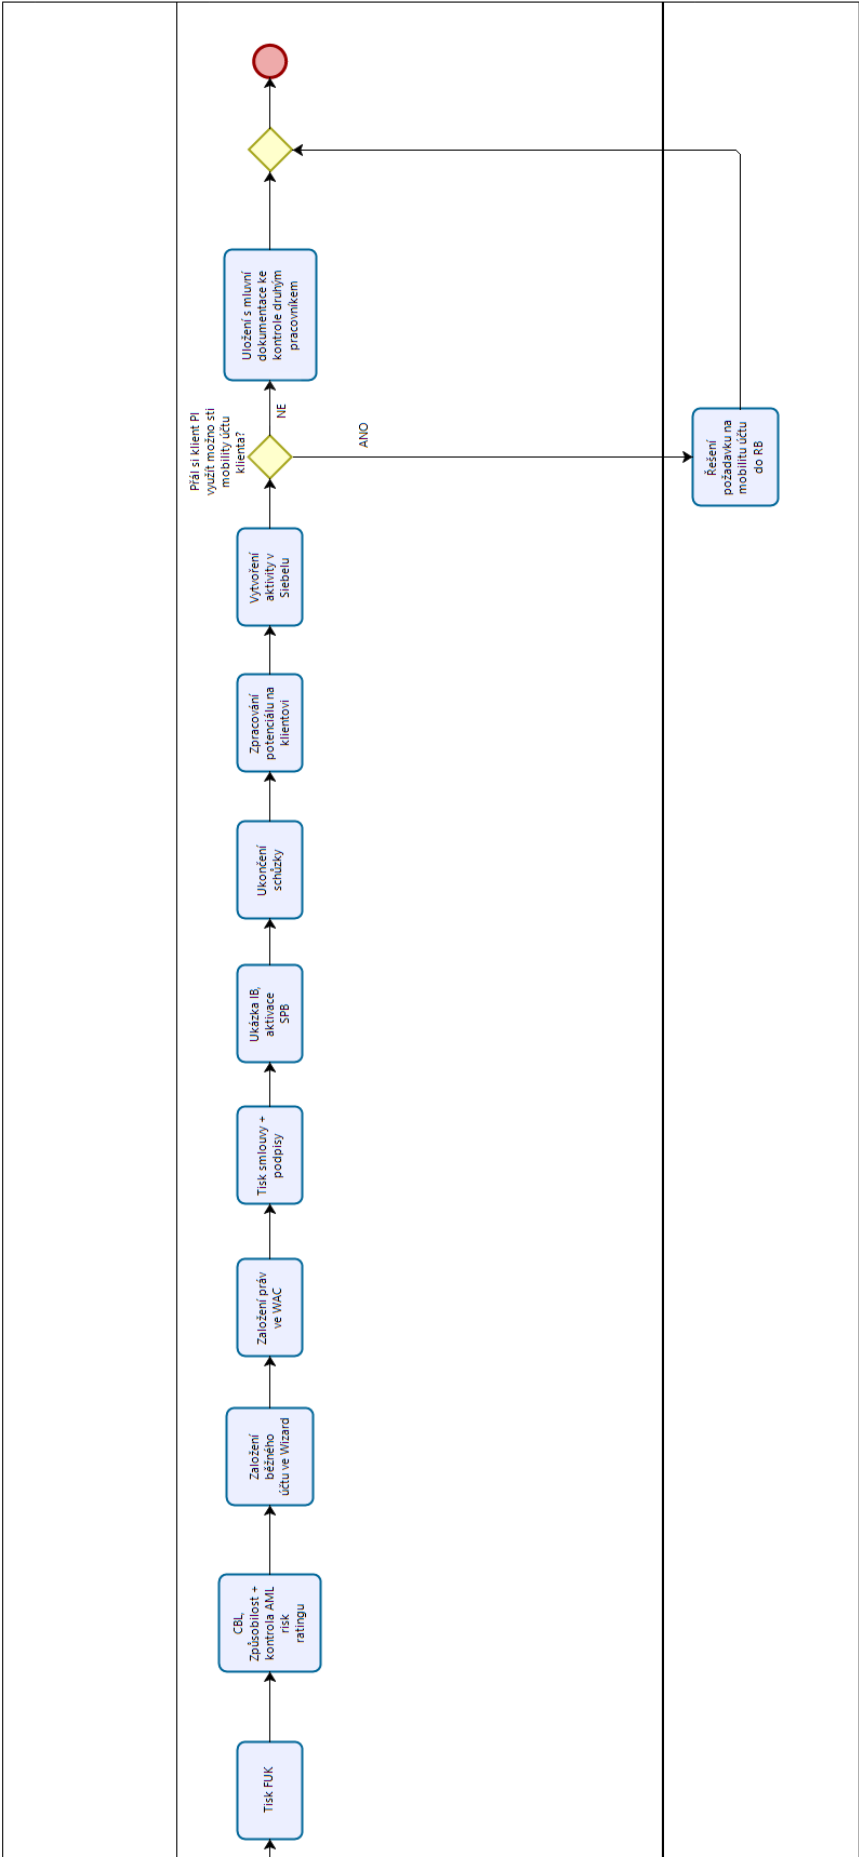 Tisk FUK
CBL,
Způsobilost +
kontrola AML
risk
ratingu
Založení
běžného
účtu ve Wizard
Založení práv
ve WAC
Tisk smlouvy +
podpisy
Ukázka IB,
aktivace
SPB
Ukončení
schůzky
Zpracování
potenciálu na
klientovi
Vytvoření
aktivity v
Siebelu
Přál si klient PI
využít možno sti
mobility účtu
klienta?
NE
ANO
Uložení s mluvní
dokumentace ke
kontrole druhým
pracovníkem
Řešení
požadavku na
mobilitu účtu
do RB